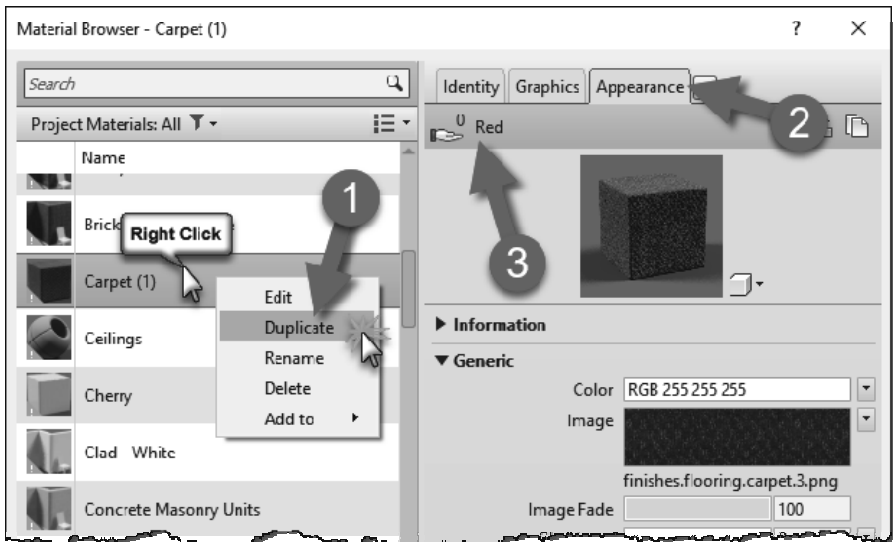 Material Browser - Carpet (1)
? ×
Search
Project Materials: All
Name
Brick
Right Click
Carpet (1)
Ceilings
Cherry
Clad White
Concrete Masonry Units
1
Edit
Duplicate
Rename
Delete
Add to
Identity Graphics Appearance
2
0 Red
3
Information
Generic
Color RGB 255 255 255
Image
finishes.flooring.carpet.3.png
Image Fade 100